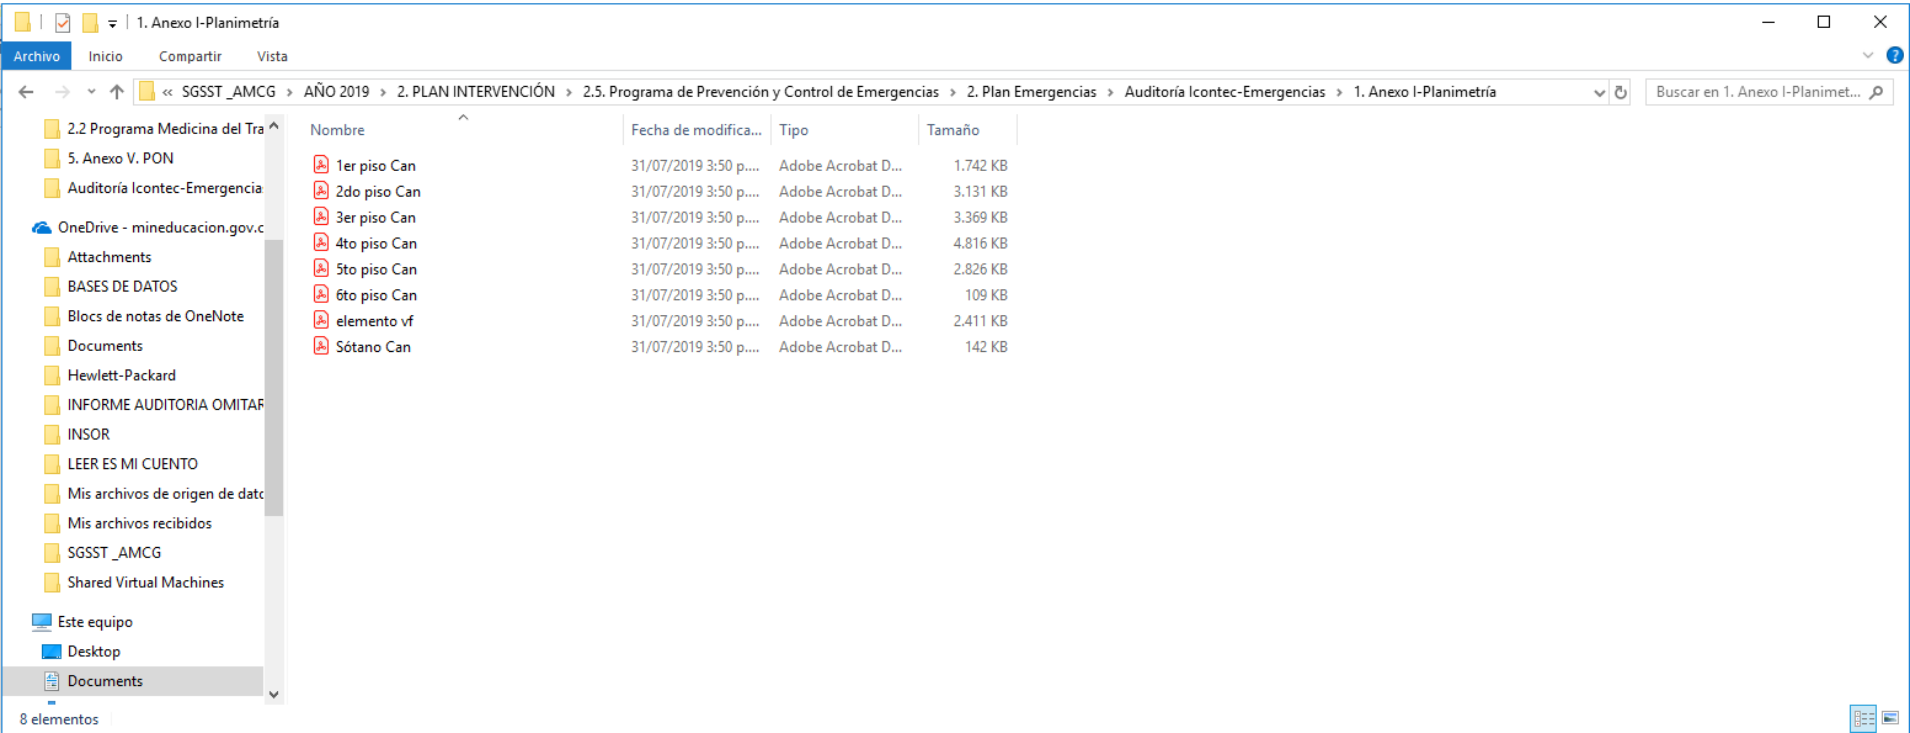 1. Anexo I-Planimetría
Archivo Inicio Compartir Vista
« SGSST _AMCG > AÑO 2019 > 2. PLAN INTERVENCIÓN > 2.5. Programa de Prevención y Control de Emergencias > 2. Plan Emergencias > Auditoría Icontec-Emergencias > 1. Anexo I-Planimetría
Buscar en 1. Anexo I-Planimet...
2.2 Programa Medicina del Tra
5. Anexo V. PON
Auditoría Icontec-Emergencia
OneDrive - mineducacion.gov.c
Attachments
BASES DE DATOS
Blocs de notas de OneNote
Documents
Hewlett-Packard
INFORME AUDITORIA OMITAR
INSOR
LEER ES MI CUENTO
Mis archivos de origen de datc
Mis archivos recibidos
SGSST _AMCG
Shared Virtual Machines
Este equipo
Desktop
Documents
Nombre Fecha de modifica... Tipo Tamaño
1er piso Can 31/07/2019 3:50 p.... Adobe Acrobat D... 1.742 KB
2do piso Can 31/07/2019 3:50 p.... Adobe Acrobat D... 3.131 KB
3er piso Can 31/07/2019 3:50 p.... Adobe Acrobat D... 3.369 KB
4to piso Can 31/07/2019 3:50 p.... Adobe Acrobat D... 4.816 KB
5to piso Can 31/07/2019 3:50 p.... Adobe Acrobat D... 2.826 KB
6to piso Can 31/07/2019 3:50 p.... Adobe Acrobat D... 109 KB
elemento vf 31/07/2019 3:50 p.... Adobe Acrobat D... 2.411 KB
Sótano Can 31/07/2019 3:50 p.... Adobe Acrobat D... 142 KB
8 elementos